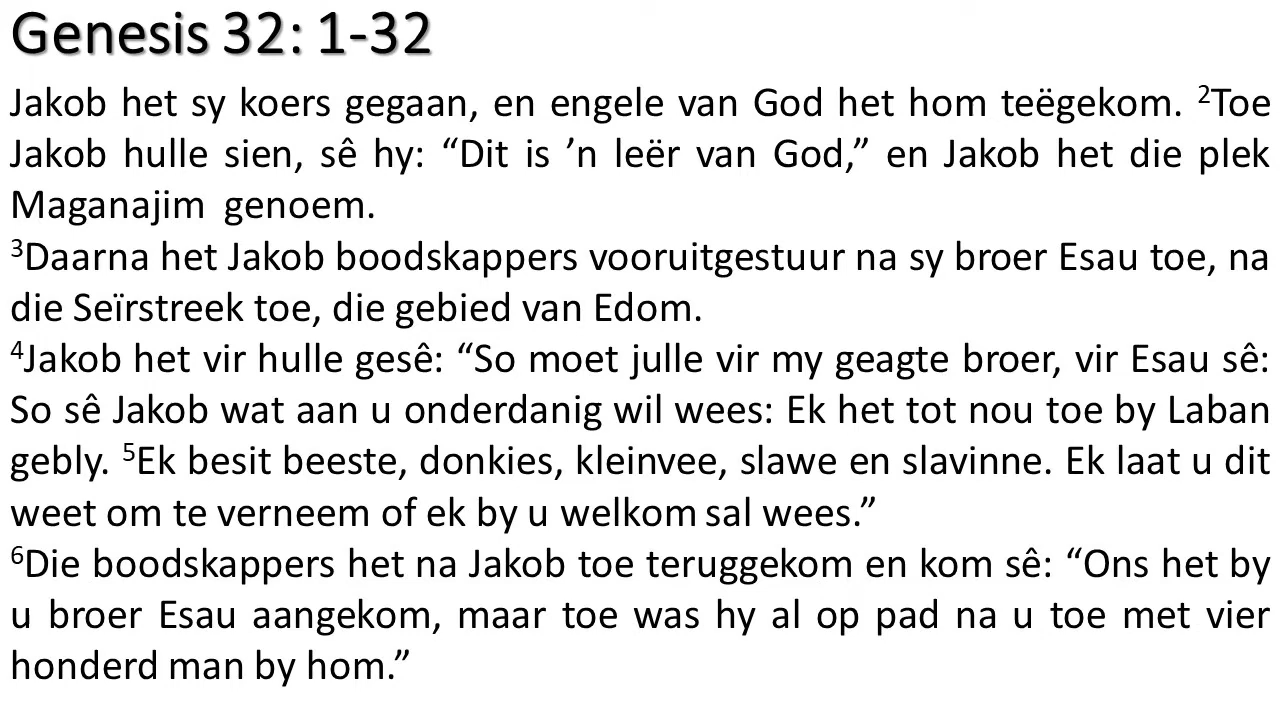 Genesis 32: 1-32
Jakob het sy koers gegaan, en engele van God het hom teëgekom. ²Toe
Jakob hulle sien, sê hy: “Dit is ’n leër van God,” en Jakob het die plek
Maganajim genoem.
³Daarna het Jakob boodskappers vooruitgestuur na sy broer Esau toe, na
die Seïrstreek toe, die gebied van Edom.
⁴Jakob het vir hulle gesê: “So moet julle vir my geagte broer, vir Esau sê:
So sê Jakob wat aan u onderdanig wil wees: Ek het tot nou toe by Laban
gebly. ⁵Ek besit beeste, donkies, kleinvee, slawe en slavinne. Ek laat u dit
weet om te verneem of ek by u welkom sal wees.”
⁶Die boodskappers het na Jakob toe teruggekom en kom sê: “Ons het by
u broer Esau aangekom, maar toe was hy al op pad na u toe met vier
honderd man by hom.”